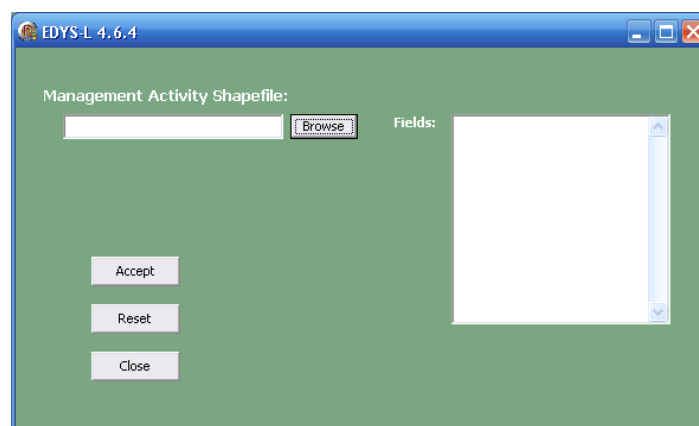 EDYS-L 4.6.4
Management Activity Shapefile:
Browse
Fields:
Accept
Reset
Close